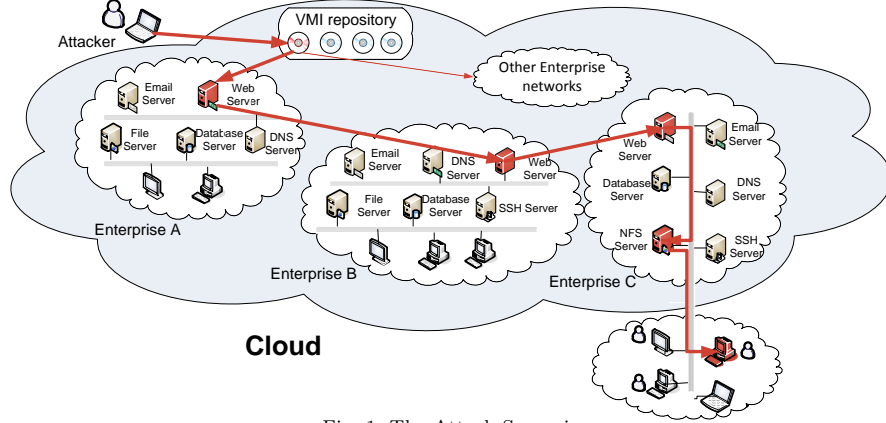 VMI repository
Attacker
Other Enterprise
networks
Email
Server
Web
Server
File
Server
Database
Server
DNS
Server
Enterprise A
Email
Server
DNS
Server
Web
Server
File
Server
Database
Server
SSH Server
Enterprise B
Web
Server
Email
Server
Database
Server
DNS
Server
NFS
Server
SSH
Server
Enterprise C
Cloud